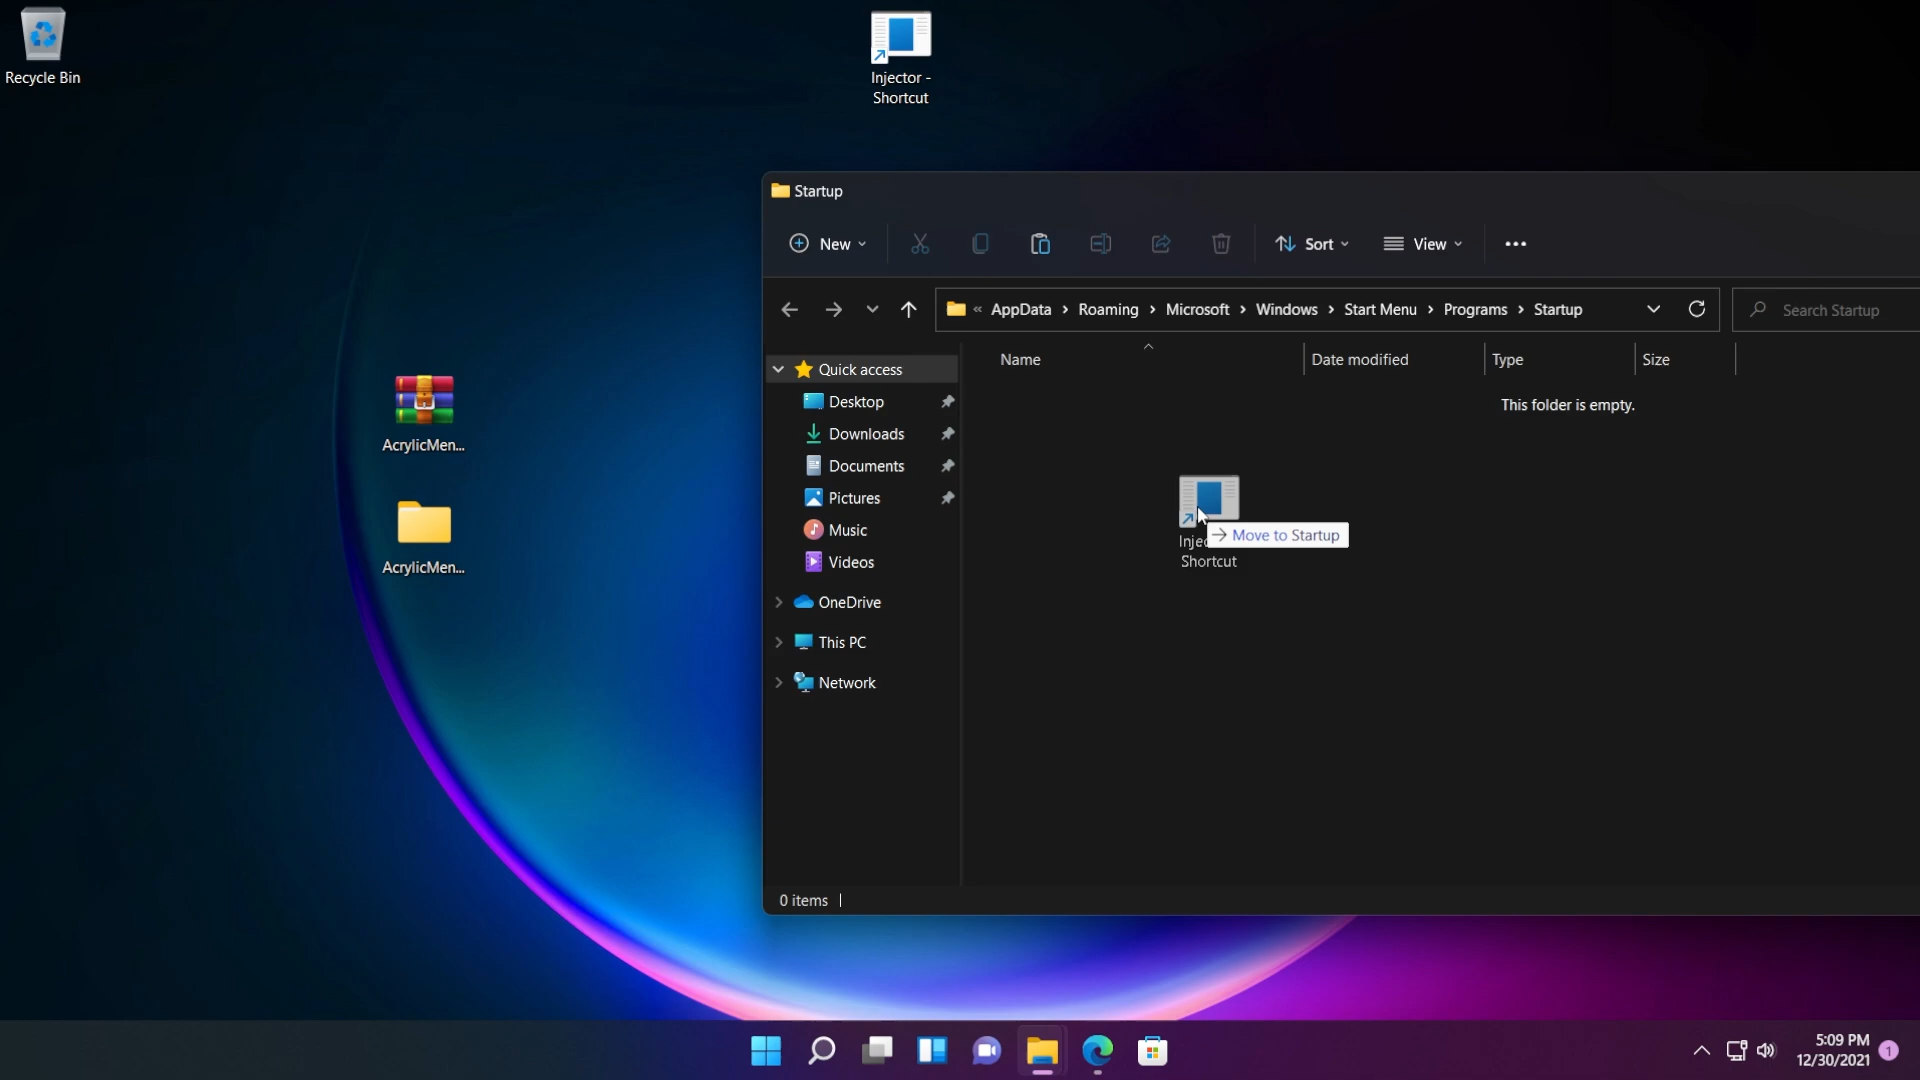 Recycle Bin
Injector -
Shortcut
AcrylicMen...
AcrylicMen...
Startup
New
Sort
View
« AppData > Roaming > Microsoft > Windows > Start Menu > Programs > Startup
Search Startup
Name
Date modified
Type
Size
This folder is empty.
Quick access
Desktop
Downloads
Documents
Pictures
Music
Videos
OneDrive
This PC
Network
Inje
Shortcut
→ Move to Startup
0 items
5:09 PM
12/30/2021
1